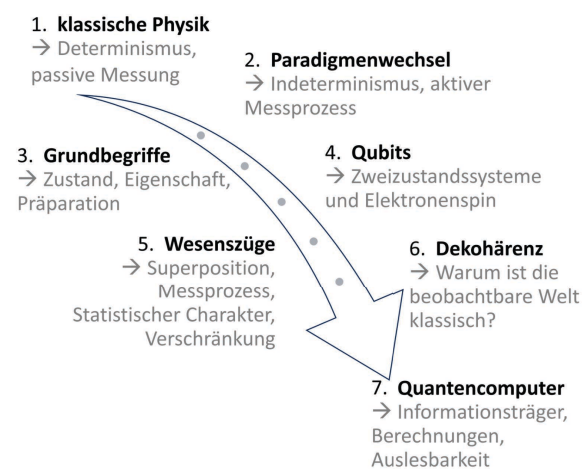 1. klassische Physik
→ Determinismus,
passive Messung
2. Paradigmenwechsel
→ Indeterminismus, aktiver
Messprozess
3. Grundbegriffe
→ Zustand, Eigenschaft,
Präparation
4. Qubits
→ Zweizustandssysteme
und Elektronenspin
5. Wesenszüge
→ Superposition,
Messprozess,
Statistischer Charakter,
Verschränkung
6. Dekohärenz
→ Warum ist die
beobachtbare Welt
klassisch?
7. Quantencomputer
→ Informationsträger,
Berechnungen,
Auslesbarkeit